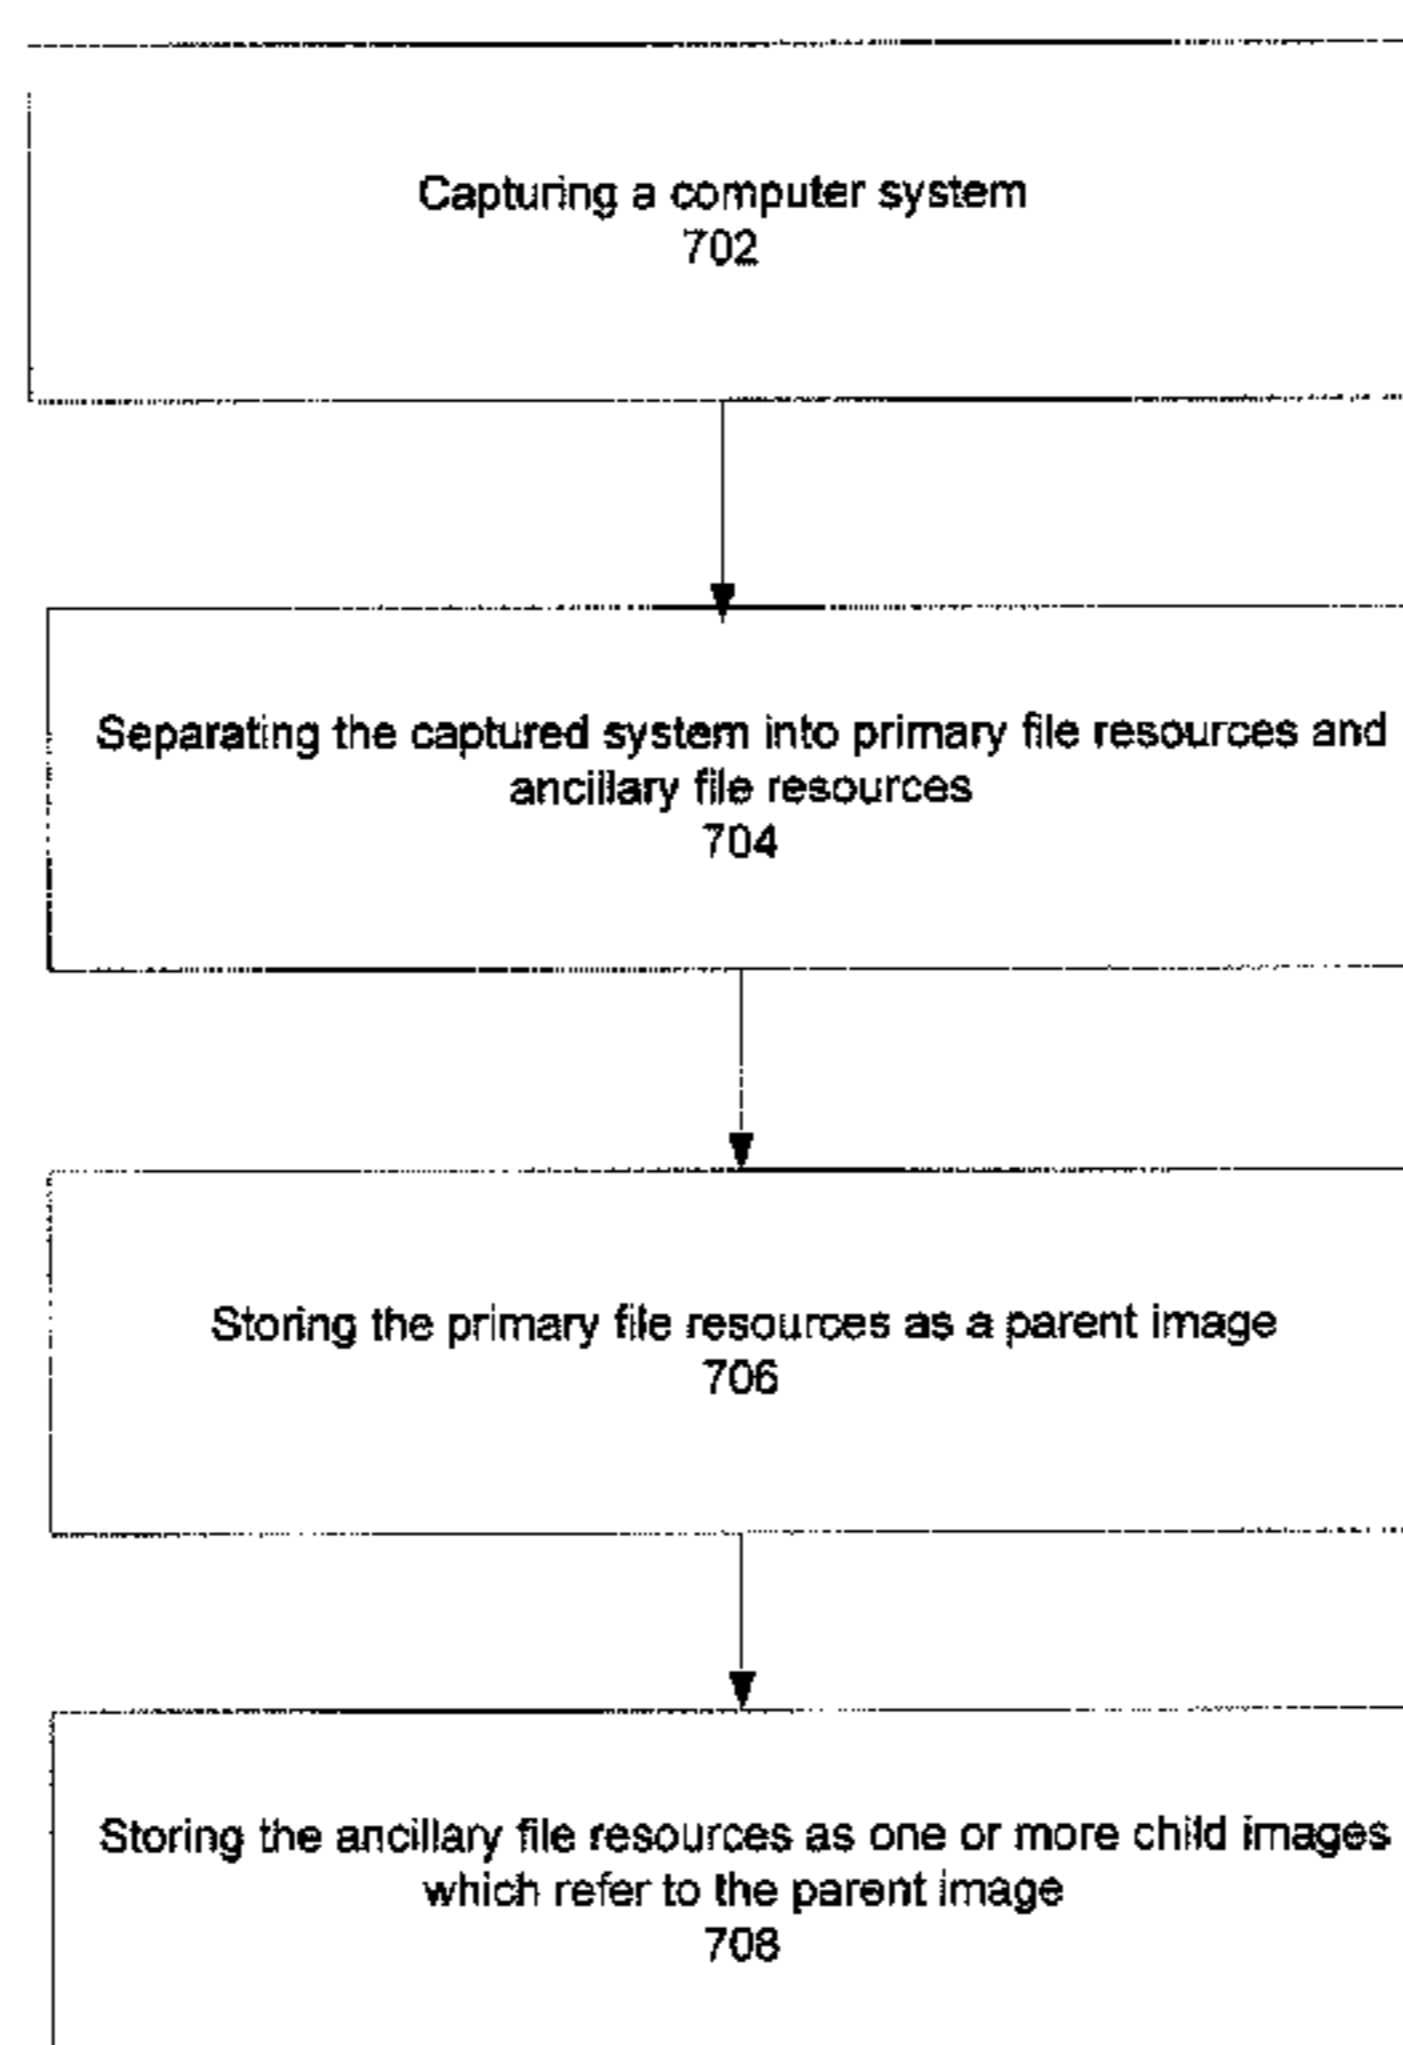 Capturing a computer system
702
Separating the captured system into primary file resources and
ancillary file resources
704
Storing the primary file resources as a parent image
706
Storing the ancillary file resources as one or more child images
which refer to the parent image
708